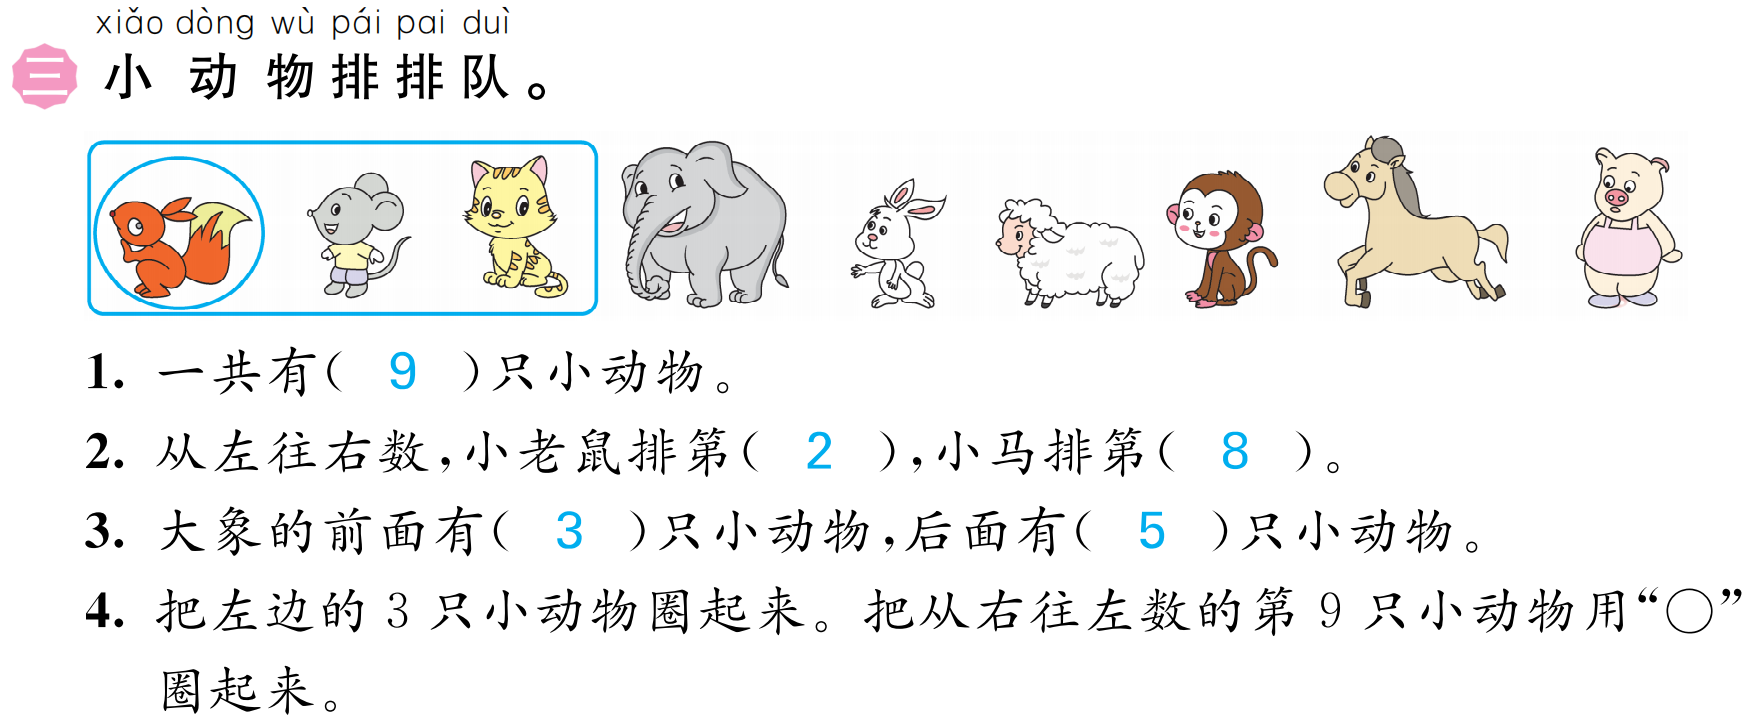 xiǎo dòng wù pái pai duì
三 小动物排排队。
1. 一共有( 9 )只小动物。
2. 从左往右数,小老鼠排第( 2 ),小马排第( 8 )。
3. 大象的前面有( 3 )只小动物,后面有( 5 )只小动物。
4. 把左边的 3 只小动物圈起来。把从右往左数的第 9 只小动物用“○”
圈起来。